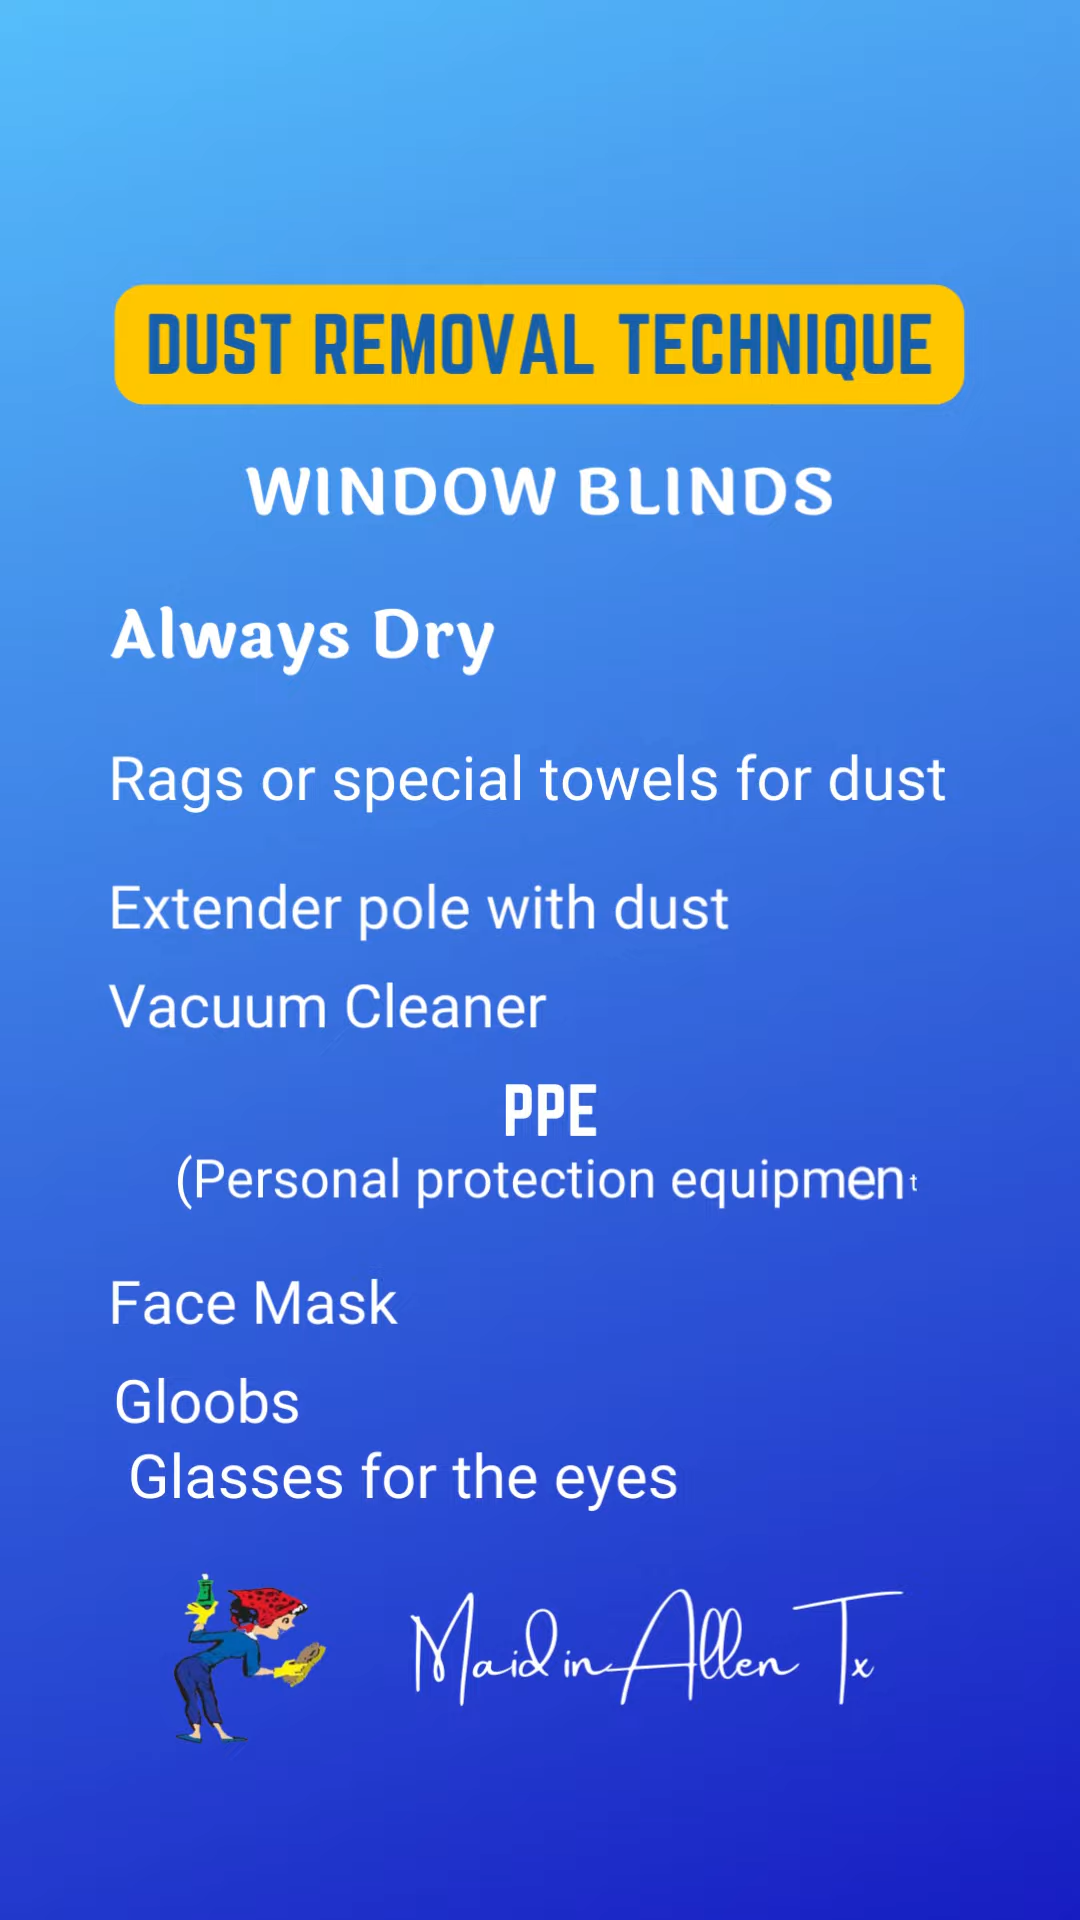 DUST REMOVAL TECHNIQUE
WINDOW BLINDS
Always Dry
Rags or special towels for dust
Extender pole with dust
Vacuum Cleaner
PPE
(Personal protection equipment
Face Mask
Gloobs
Glasses for the eyes
Maid in Allen Tx